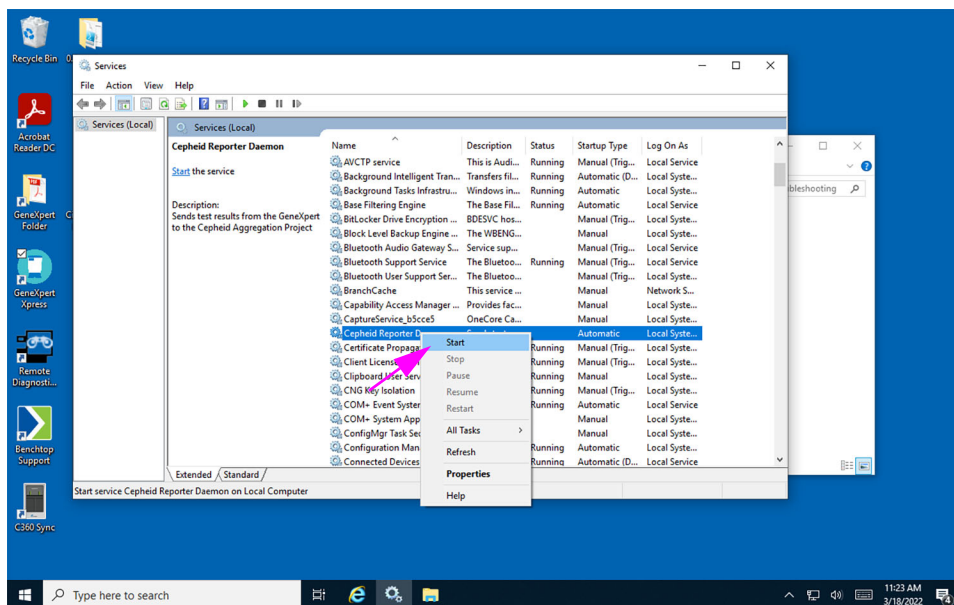 Recycle Bin
0.
Acrobat
Reader DC
GeneXpert
Folder
C
GeneXpert
Xpress
Remote
Diagnosti...
Benchtop
Support
C360 Sync
Services
File Action View Help
Services (Local)
Services (Local)
Cepheid Reporter Daemon
Start the service
Description:
Sends test results from the GeneXpert
to the Cepheid Aggregation Project
Name Description Status Startup Type Log On As
AVCTP service This is Audi... Running Manual (Trig... Local Service
Background Intelligent Tran... Transfers fil... Running Automatic (D... Local Syste...
Background Tasks Infrastru... Windows in... Running Automatic Local Syste...
Base Filtering Engine The Base Fil... Running Automatic Local Service
BitLocker Drive Encryption ... BDESVC hos... Manual (Trig... Local Syste...
Block Level Backup Engine ... The WBENG... Manual Local Syste...
Bluetooth Audio Gateway S... Service sup... Manual (Trig... Local Service
Bluetooth Support Service The Bluetoo... Running Manual (Trig... Local Service
Bluetooth User Support Ser... The Bluetoo... Manual (Trig... Local Syste...
BranchCache This service ... Manual Network S...
Capability Access Manager ... Provides fac... Manual Local Syste...
CaptureService_b5cce5 OneCore Ca... Manual Local Syste...
Cepheid Reporter D Automatic Local Syste...
Certificate Propaga Running Manual (Trig... Local Syste...
Client Licens Running Manual (Trig... Local Syste...
Clipboard User Serv Running Manual Local Syste...
CNG Key Isolation Running Manual (Trig... Local Syste...
COM+ Event System Running Automatic Local Service
COM+ System App Manual Local Syste...
ConfigMgr Task Sec Manual Local Syste...
Configuration Man Running Automatic Local Syste...
Connected Devices Running Automatic (D... Local Service
Start
Stop
Pause
Resume
Restart
All Tasks
Refresh
Properties
Help
Extended Standard
Start service Cepheid Reporter Daemon on Local Computer
ubleshooting
Type here to search
11:23 AM
3/18/2022
4